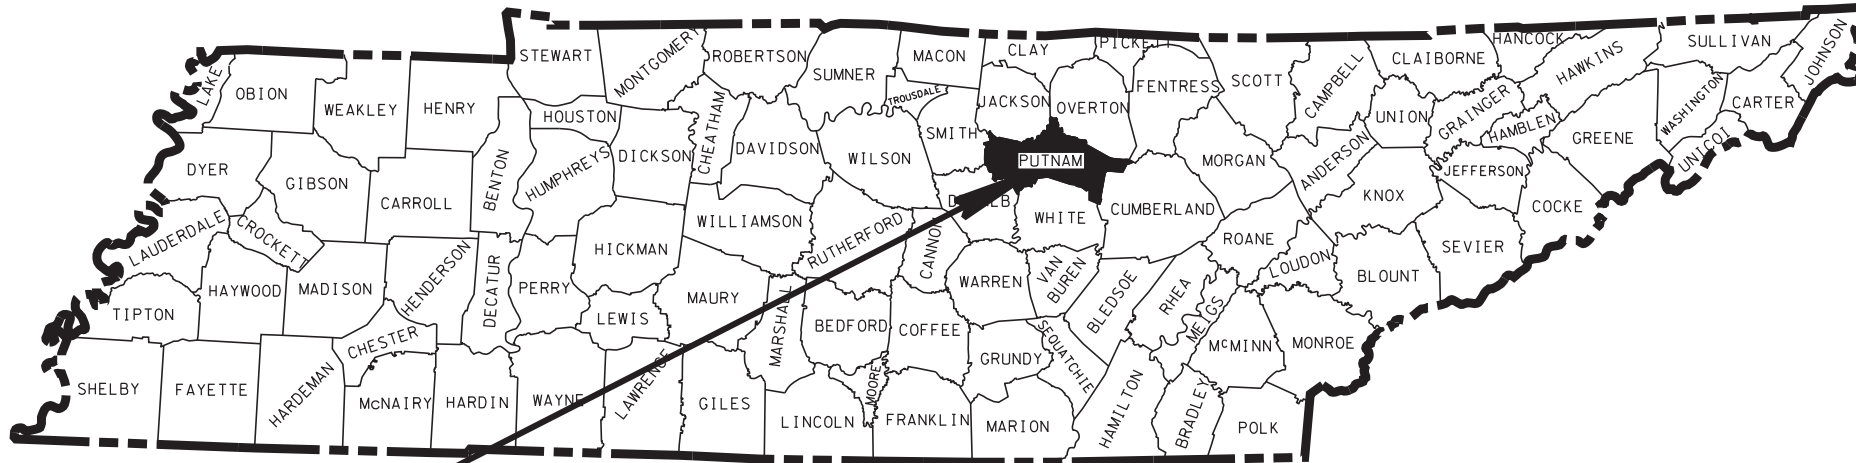 STEWART
MONTGOMERY
ROBERTSON
SUMNER
MACON
TROUSDALE
CLAY
PICKETT
FENTRESS
SCOTT
CAMPBELL
CLAIBORNE
HANCOCK
HAWKINS
SULLIVAN
JOHNSON
LAKE
OBION
WEAKLEY
HENRY
HOUSTON
DICKSON
CHEATHAM
DAVIDSON
WILSON
SMITH
JACKSON
OVERTON
PUTNAM
MORGAN
ANDERSON
UNION
GRAINGER
HAMBLEN
GREENE
WASHINGTON
CARTER
UNICOI
DYER
GIBSON
CARROLL
BENTON
HUMPHREYS
WILLIAMSON
RUTHERFORD
CANNON
WHITE
CUMBERLAND
ROANE
LOUDON
KNOX
JEFFERSON
SEVIER
COCKE
LAUDERDALE
CROCKETT
HAYWOOD
MADISON
HENDERSON
DECATUR
PERRY
HICKMAN
LEWIS
MAURY
MARSHALL
BEDFORD
COFFEE
WARREN
VAN
BUREN
BLEDSOE
RHEA
MEIGS
McMINN
MONROE
BLOUNT
TIPTON
SHELBY
FAYETTE
HARDEMAN
CHESTER
McNAIRY
HARDIN
WAYNE
LAWRENCE
GILES
LINCOLN
MOORE
FRANKLIN
GRUNDY
SEQUATCHIE
MARION
HAMILTON
BRADLEY
POLK